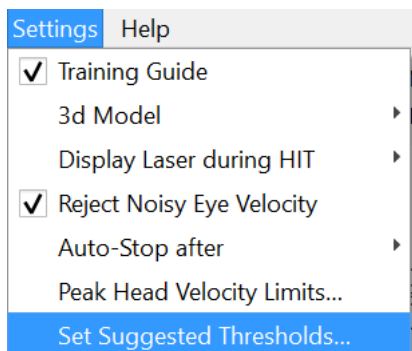 Settings Help
Training Guide
3d Model
Display Laser during HIT
Reject Noisy Eye Velocity
Auto-Stop after
Peak Head Velocity Limits...
Set Suggested Thresholds...